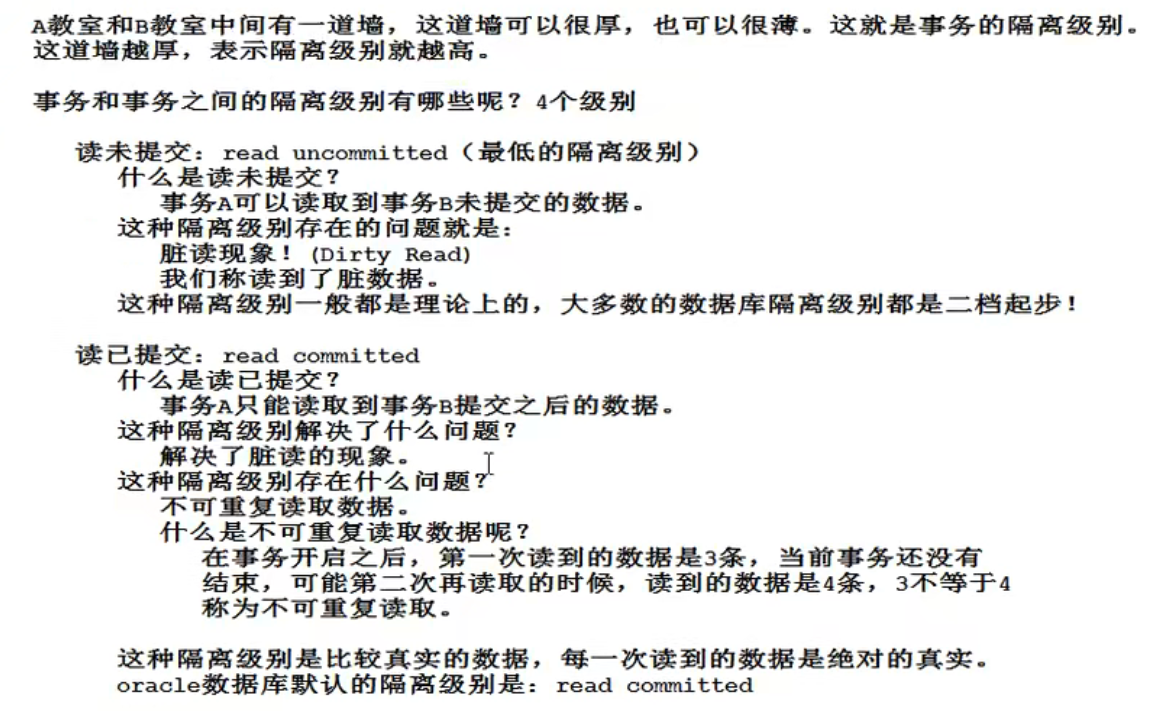 A教室和B教室中间有一道墙，这道墙可以很厚，也可以很薄。这就是事务的隔离级别。
这道墙越厚，表示隔离级别就越高。
事务和事务之间的隔离级别有哪些呢？4个级别
读未提交：read uncommitted（最低的隔离级别）
什么是读未提交？
事务A可以读取到事务B未提交的数据。
这种隔离级别存在的问题就是：
脏读现象！(Dirty Read)
我们称读到了脏数据。
这种隔离级别一般都是理论上的，大多数的数据库隔离级别都是二档起步！
读已提交：read committed
什么是读已提交？
事务A只能读取到事务B提交之后的数据。
这种隔离级别解决了什么问题？
解决了脏读的现象。
这种隔离级别存在什么问题？
不可重复读取数据。
什么是不可重复读取数据呢？
在事务开启之后，第一次读到的数据是3条，当前事务还没有
结束，可能第二次再读取的时候，读到的数据是4条，3不等于4
称为不可重复读取。
这种隔离级别是比较真实的数据，每一次读到的数据是绝对的真实。
oracle数据库默认的隔离级别是：read committed